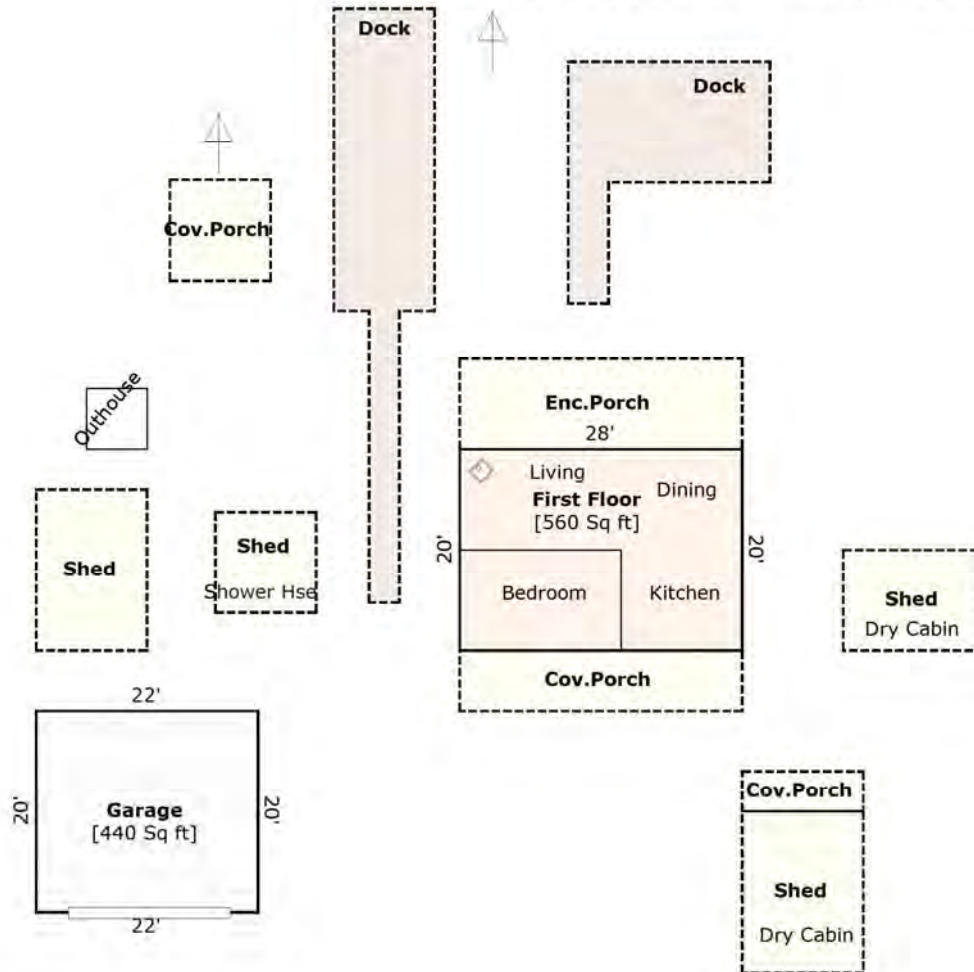 Dock
Dock
Cov.Porch
Outhouse
Enc.Porch
28'
Living
Dining
First Floor
[560 Sq ft]
20'
20'
Bedroom
Kitchen
Cov.Porch
Shed
Shed
Shower Hse
Shed
Dry Cabin
22'
20'
20'
Garage
[440 Sq ft]
22'
Cov.Porch
Shed
Dry Cabin